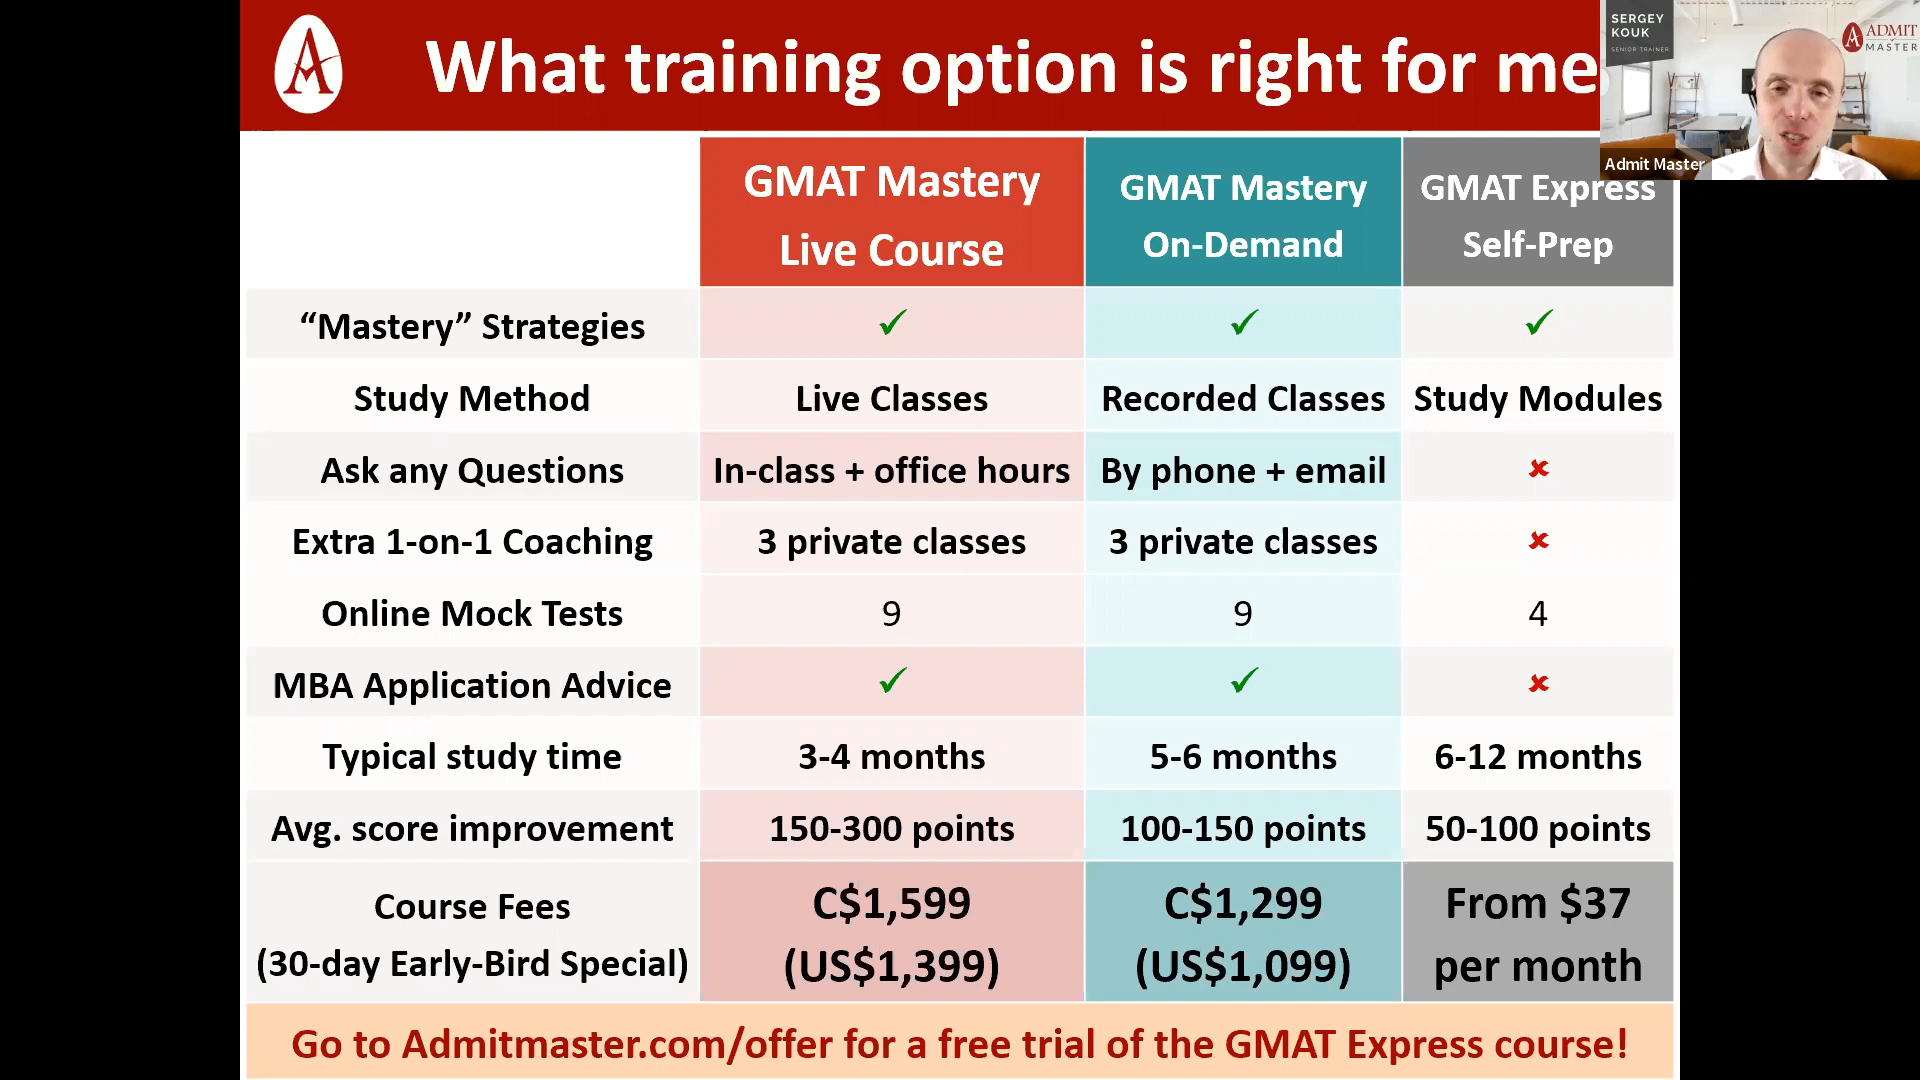 What training option is right for me
SERGEY
KOUK
SENIOR TRAINER
ADMIT
MASTER
Admit Master
GMAT Mastery
Live Course
GMAT Mastery
On-Demand
GMAT Express
Self-Prep
“Mastery” Strategies ✓ ✓ ✓
Study Method Live Classes Recorded Classes Study Modules
Ask any Questions In-class + office hours By phone + email ✘
Extra 1-on-1 Coaching 3 private classes 3 private classes ✘
Online Mock Tests 9 9 4
MBA Application Advice ✓ ✓ ✘
Typical study time 3-4 months 5-6 months 6-12 months
Avg. score improvement 150-300 points 100-150 points 50-100 points
Course Fees
(30-day Early-Bird Special)
C$1,599
(US$1,399)
C$1,299
(US$1,099)
From $37
per month
Go to Admitmaster.com/offer for a free trial of the GMAT Express course!